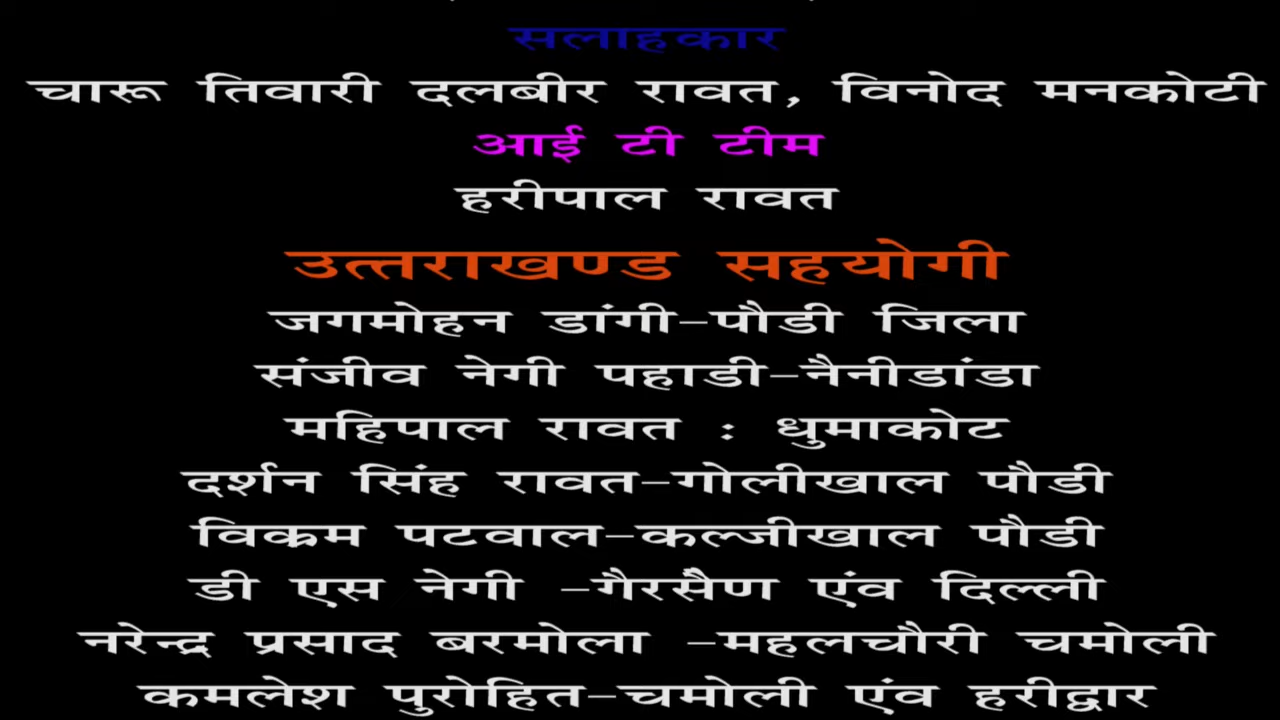 सलाहकार
चारू तिवारी दलबीर रावत, विनोद मनकोटी
आई टी टीम
हरीपाल रावत
उत्तराखण्ड सहयोगी
जगमोहन डांगी-पौडी जिला
संजीव नेगी पहाडी-नैनीडांडा
महिपाल रावत : धुमाकोट
दर्शन सिंह रावत-गोलीखाल पौडी
विक्रम पटवाल-कल्जीखाल पौडी
डी एस नेगी -गैरसैण एंव दिल्ली
नरेन्द्र प्रसाद बरमोला -महलचौरी चमोली
कमलेश पुरोहित-चमोली एंव हरीद्वार